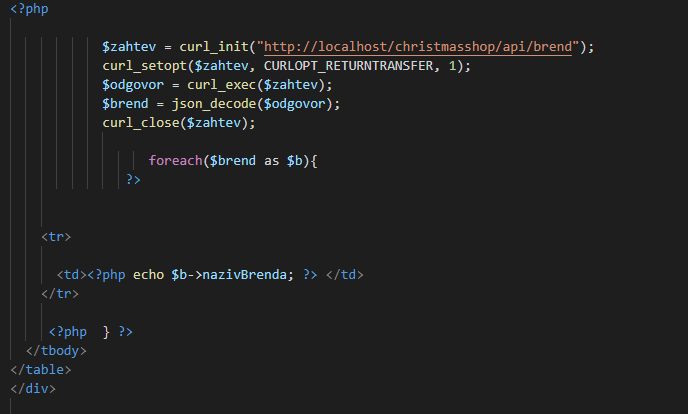 <?php
$zahtev = curl_init("http://localhost/christmasshop/api/brend");
curl_setopt($zahtev, CURLOPT_RETURNTRANSFER, 1);
$odgovor = curl_exec($zahtev);
$brend = json_decode($odgovor);
curl_close($zahtev);
foreach($brend as $b){
?>
<tr>
<td><?php echo $b->nazivBrenda; ?> </td>
</tr>
<?php  } ?>
</tbody>
</table>
</div>